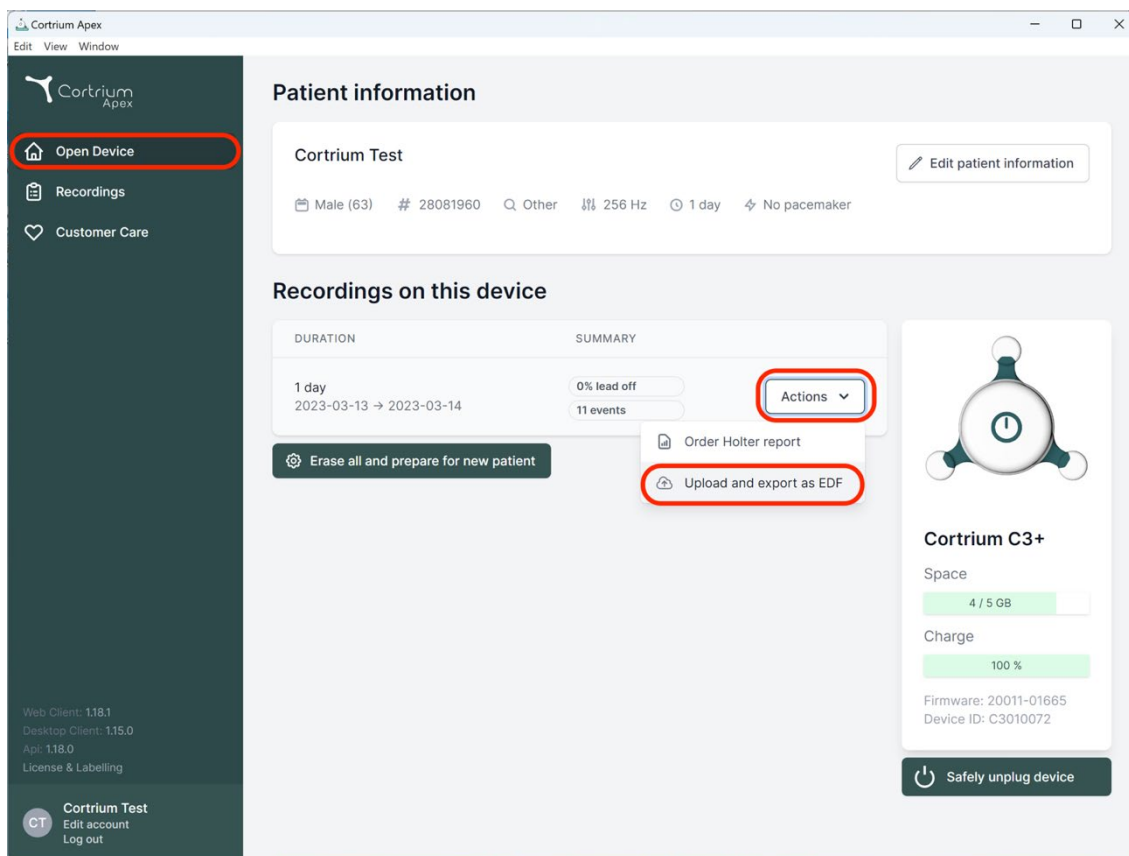 Cortrium Apex
Edit View Window
Cortrium
Apex
Open Device
Recordings
Customer Care
Web Client: 1.18.1
Desktop Client: 1.15.0
Api: 1.18.0
License & Labelling
CT
Cortrium Test
Edit account
Log out
Patient information
Cortrium Test
Edit patient information
Male (63) # 28081960 Other 256 Hz 1 day No pacemaker
Recordings on this device
DURATION SUMMARY
1 day
2023-03-13 → 2023-03-14
0% lead off
11 events
Actions
Order Holter report
Upload and export as EDF
Erase all and prepare for new patient
Cortrium C3+
Space
4 / 5 GB
Charge
100 %
Firmware: 20011-01665
Device ID: C3010072
Safely unplug device